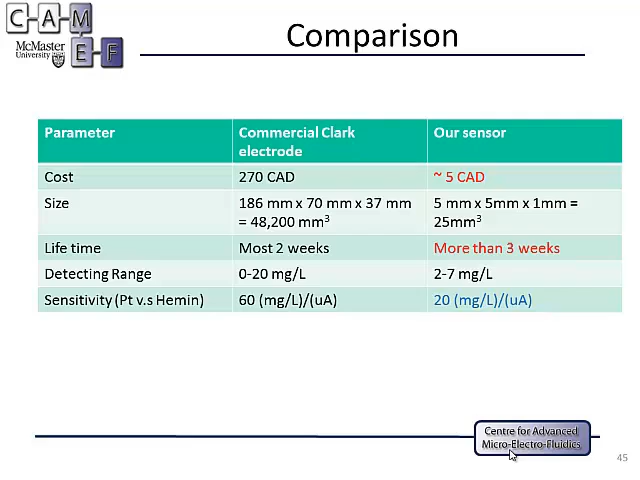 C A M
McMaster
University
E F
Comparison
Parameter Commercial Clark electrode Our sensor
Cost 270 CAD ~ 5 CAD
Size 186 mm x 70 mm x 37 mm = 48,200 mm³ 5 mm x 5mm x 1mm = 25mm³
Life time Most 2 weeks More than 3 weeks
Detecting Range 0-20 mg/L 2-7 mg/L
Sensitivity (Pt v.s Hemin) 60 (mg/L)/(uA) 20 (mg/L)/(uA)
Centre for Advanced
Micro-Electro-Fluidics
45